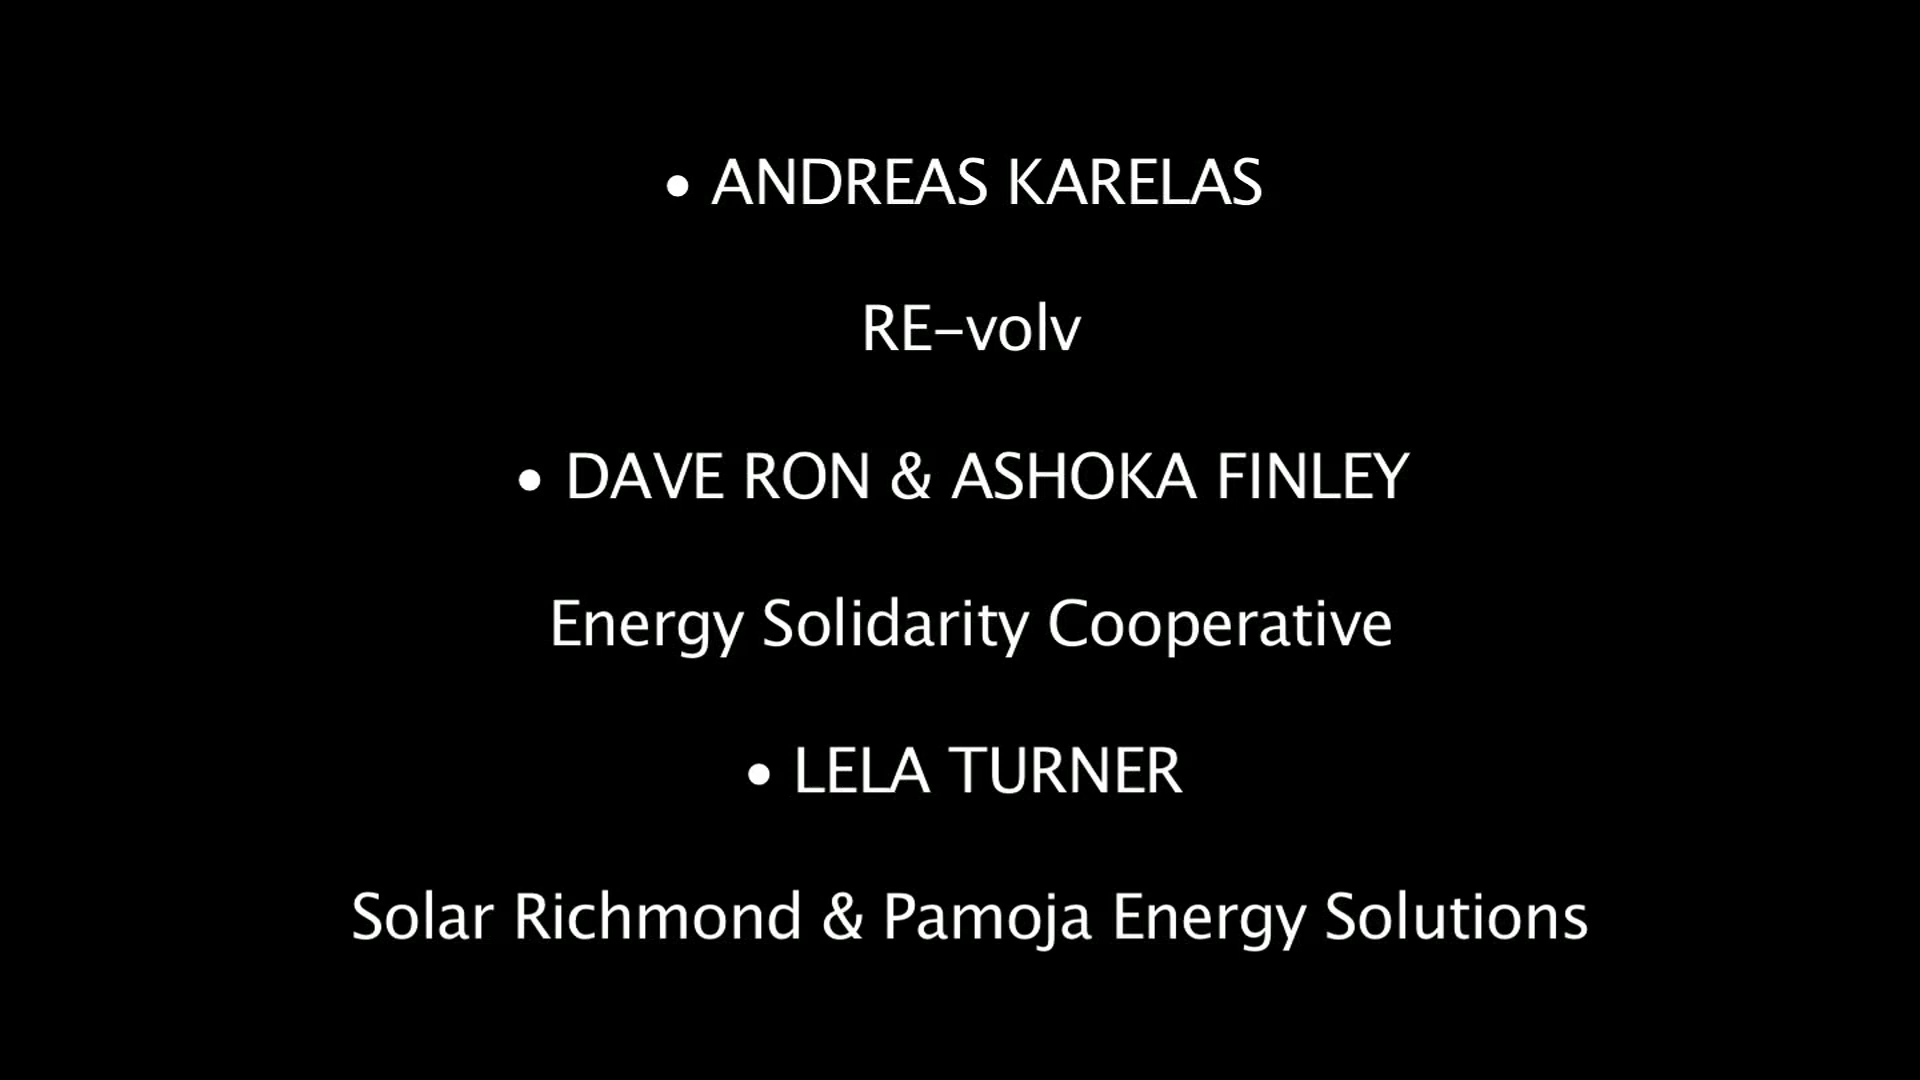 • ANDREAS KARELAS
RE-volv
• DAVE RON & ASHOKA FINLEY
Energy Solidarity Cooperative
• LELA TURNER
Solar Richmond & Pamoja Energy Solutions